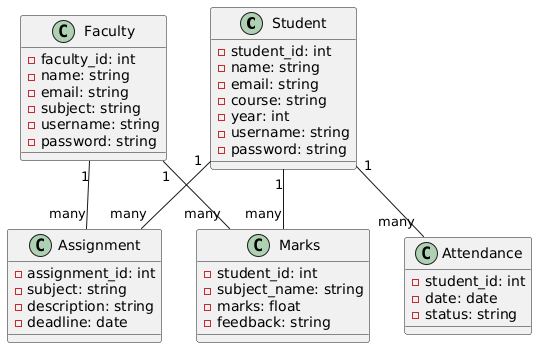 C Faculty
faculty_id: int
name: string
email: string
subject: string
username: string
password: string
C Student
student_id: int
name: string
email: string
course: string
year: int
username: string
password: string
1
1
1
1
1
many
many
many
many
many
C Assignment
assignment_id: int
subject: string
description: string
deadline: date
C Marks
student_id: int
subject_name: string
marks: float
feedback: string
C Attendance
student_id: int
date: date
status: string